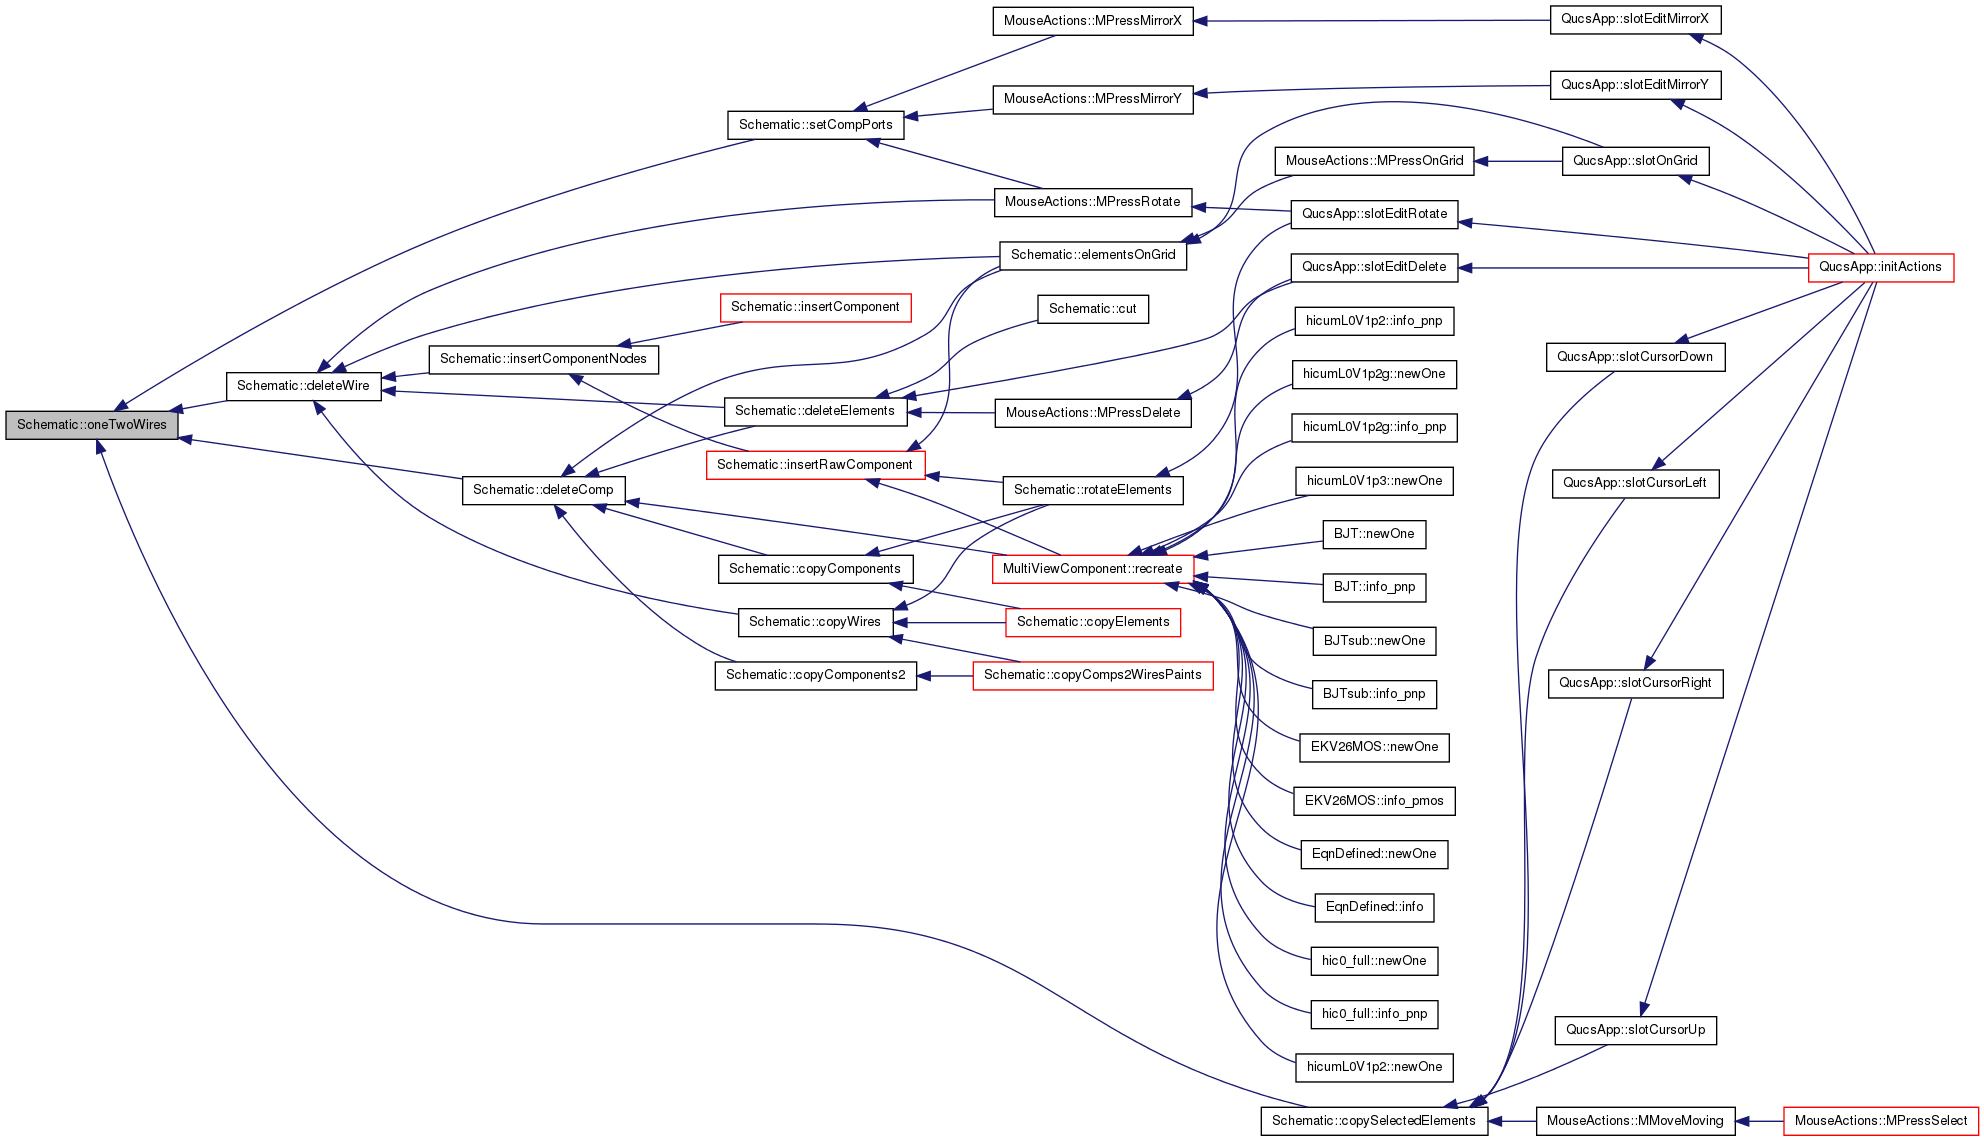 Schematic::oneTwoWires
Schematic::deleteWire
Schematic::insertComponentNodes
Schematic::deleteComp
Schematic::setCompPorts
Schematic::insertComponent
Schematic::deleteElements
Schematic::insertRawComponent
Schematic::copyComponents
Schematic::copyWires
Schematic::copyComponents2
MouseActions::MPressMirrorX
MouseActions::MPressMirrorY
MouseActions::MPressRotate
Schematic::elementsOnGrid
Schematic::cut
MouseActions::MPressDelete
Schematic::rotateElements
MultiViewComponent::recreate
Schematic::copyElements
Schematic::copyComps2WiresPaints
MouseActions::MPressOnGrid
QucsApp::slotEditRotate
QucsApp::slotEditDelete
hicumL0V1p2::info_pnp
hicumL0V1p2g::newOne
hicumL0V1p2g::info_pnp
hicumL0V1p3::newOne
BJT::newOne
BJT::info_pnp
BJTsub::newOne
BJTsub::info_pnp
EKV26MOS::newOne
EKV26MOS::info_pmos
EqnDefined::newOne
EqnDefined::info
hic0_full::newOne
hic0_full::info_pnp
hicumL0V1p2::newOne
Schematic::copySelectedElements
QucsApp::slotEditMirrorX
QucsApp::slotEditMirrorY
QucsApp::slotOnGrid
QucsApp::slotCursorDown
QucsApp::slotCursorLeft
QucsApp::slotCursorRight
QucsApp::slotCursorUp
MouseActions::MMoveMoving
QucsApp::initActions
MouseActions::MPressSelect